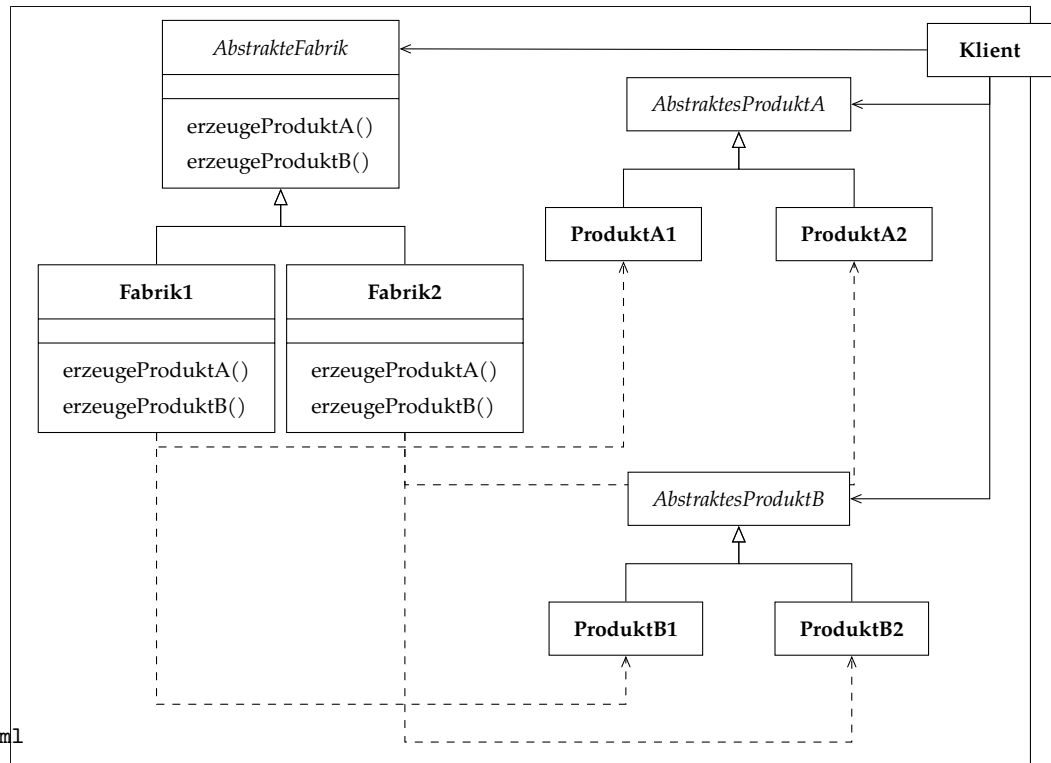 AbstrakteFabrik
Klient
erzeugeProduktA()
erzeugeProduktB()
AbstraktesProduktA
ProduktA1
ProduktA2
Fabrik1
Fabrik2
erzeugeProduktA()
erzeugeProduktB()
erzeugeProduktA()
erzeugeProduktB()
AbstraktesProduktB
ProduktB1
ProduktB2
ml